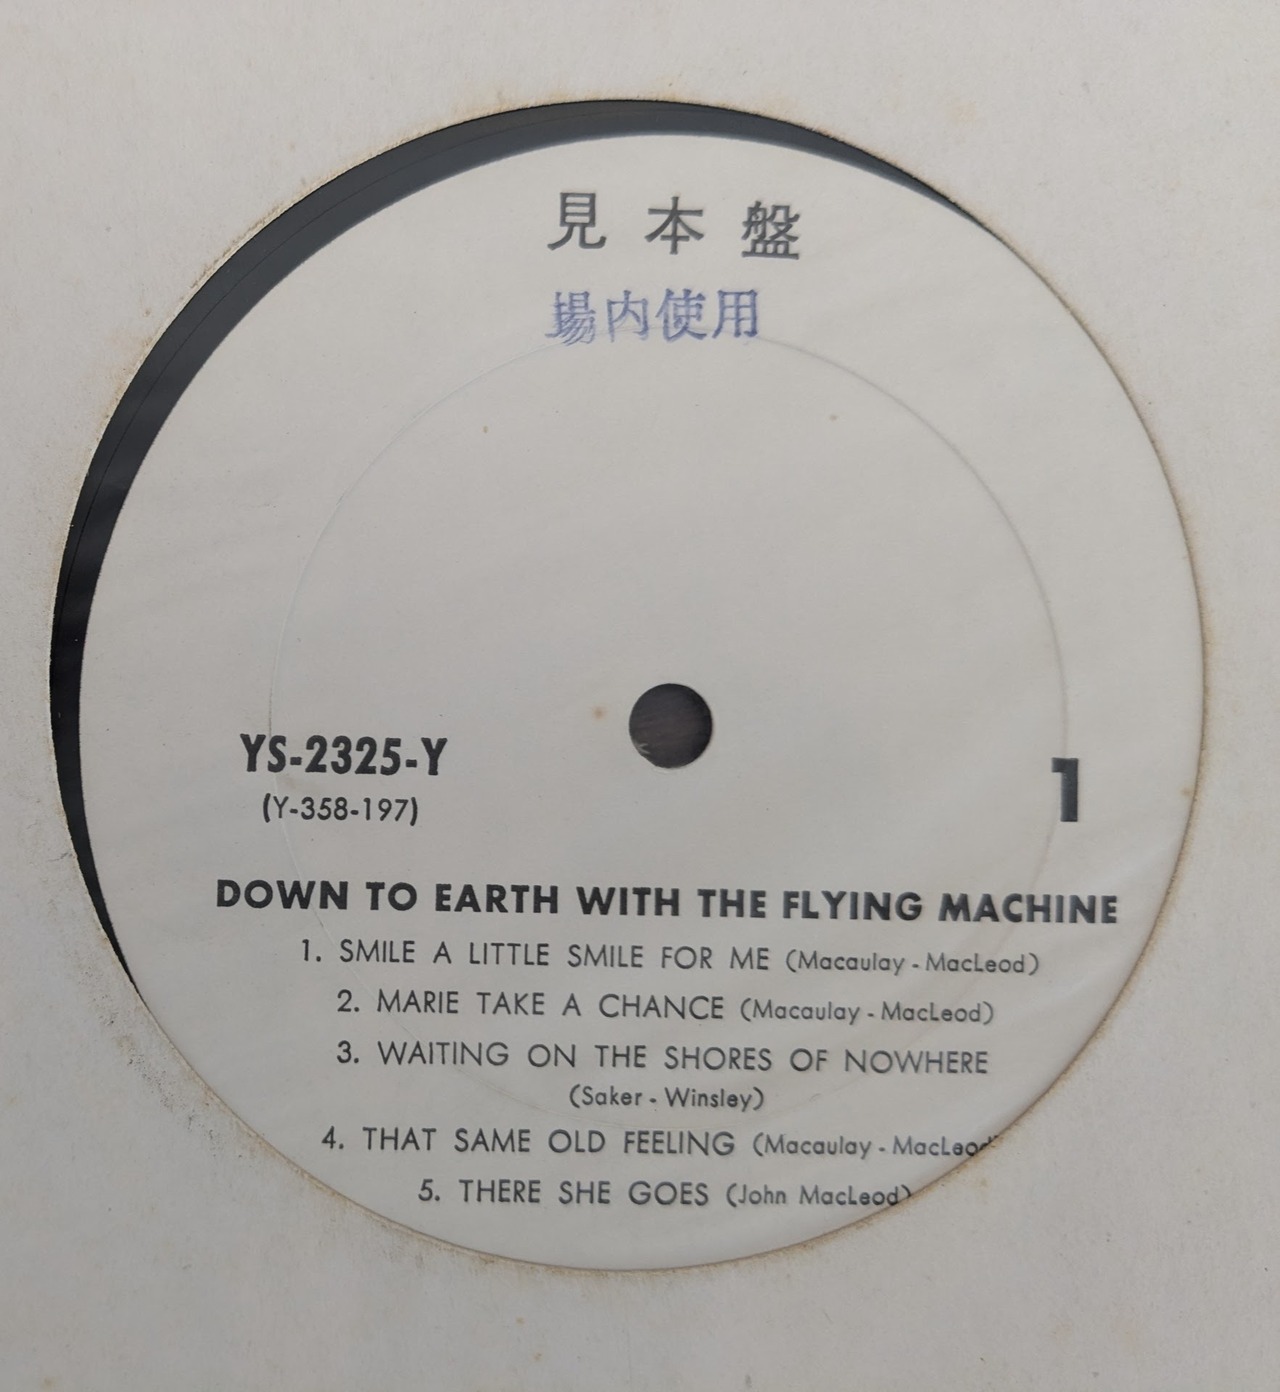 見本盤
場内使用
YS-2325-Y
(Y-358-197)
1
DOWN TO EARTH WITH THE FLYING MACHINE
1. SMILE A LITTLE SMILE FOR ME (Macaulay - MacLeod)
2. MARIE TAKE A CHANCE (Macaulay - MacLeod)
3. WAITING ON THE SHORES OF NOWHERE
(Saker - Winsley)
4. THAT SAME OLD FEELING (Macaulay - MacLeod)
5. THERE SHE GOES (John MacLeod)